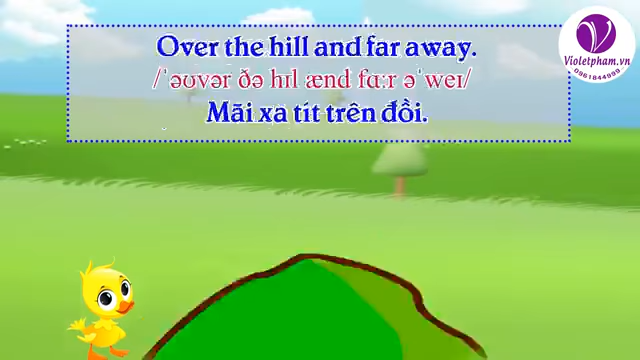 Over the hill and far away.
/ˈəʊvər ðə hɪl ænd fɑːr əˈweɪ/
Mãi xa tít trên đồi.
Violetpham.vn
0961844999